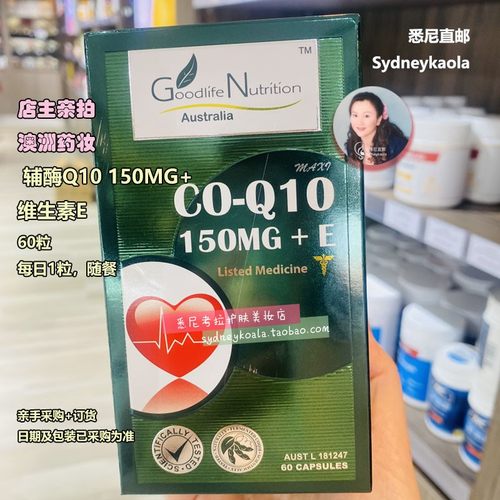 悉尼直邮
Sydneykaola
店主亲拍
澳洲药妆
辅酶Q10 150MG+
维生素E
60粒
每日1粒，随餐
亲手采购+订货
日期及包装已采购为准
Goodlife Nutrition
TM
Australia
MAXI
CO-Q10
150MG + E
Listed Medicine
悉尼考拉护肤美妆店
sydneykoala.taobao.com
SCIENTIFICALLY TESTED
AUST L 181247
60 CAPSULES